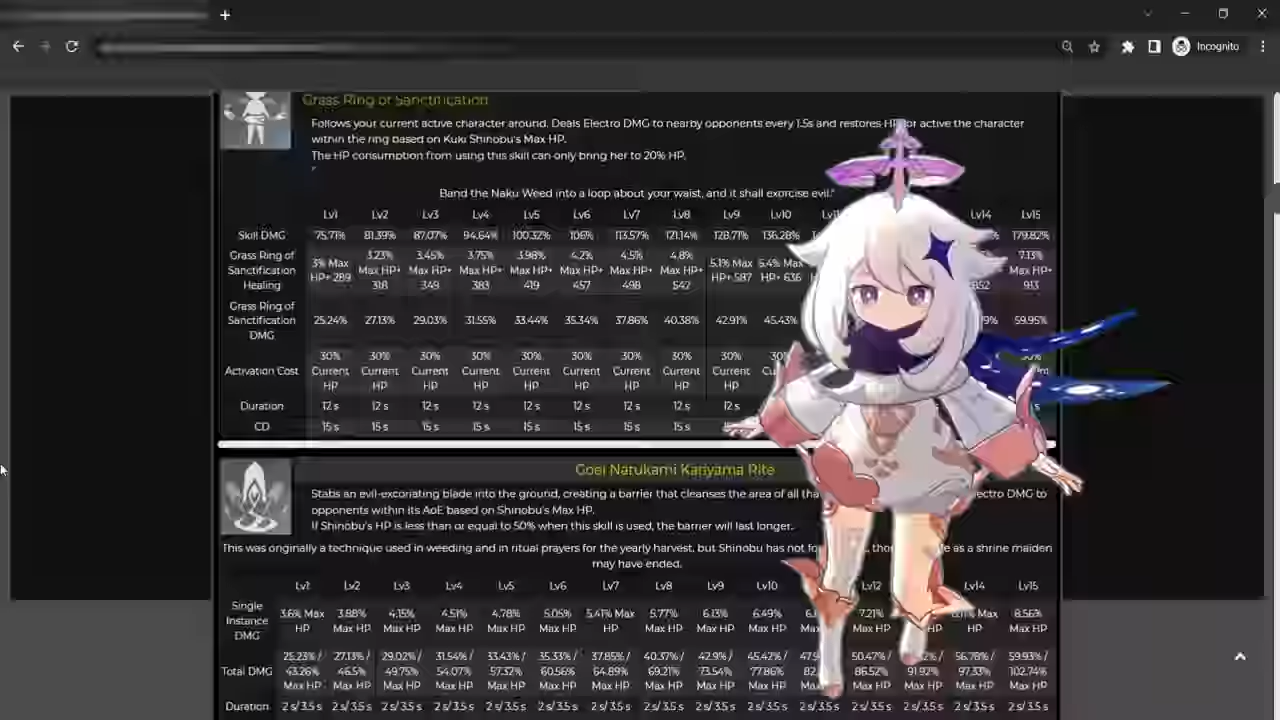 Incognito
Grass Ring of Sanctification
Follows your current active character around. Deals Electro DMG to nearby opponents every 1.5s and restores HP for active the character
within the ring based on Kuki Shinobu's Max HP.
The HP consumption from using this skill can only bring her to 20% HP.
Band the Naku Weed into a loop about your waist, and it shall exorcise evil."
Lv1 Lv2 Lv3 Lv4 Lv5 Lv6 Lv7 Lv8 Lv9 Lv10 Lv14 Lv15
Skill DMG 75.71% 81.39% 87.07% 94.64% 100.32% 106% 113.57% 121.14% 128.71% 136.28% 179.82%
Grass Ring of Sanctification Healing 3% Max HP+ 289 3.23% Max HP+ 318 3.45% Max HP+ 349 3.75% Max HP+ 383 3.98% Max HP+ 419 4.2% Max HP+ 457 4.5% Max HP+ 498 4.8% Max HP+ 542 5.1% Max HP+ 587 5.4% Max HP+ 636 852 7.13% Max HP+ 913
Grass Ring of Sanctification DMG 25.24% 27.13% 29.03% 31.55% 33.44% 35.34% 37.86% 40.38% 42.91% 45.43% 59.95%
Activation Cost 30% Current HP 30% Current HP 30% Current HP 30% Current HP 30% Current HP 30% Current HP 30% Current HP 30% Current HP 30% Current HP
Duration 12 s 12 s 12 s 12 s 12 s 12 s 12 s 12 s 12 s
CD 15 s 15 s 15 s 15 s 15 s 15 s 15 s 15 s
Goei Narukami Kariyama Rite
Stabs an evil-excoriating blade into the ground, creating a barrier that cleanses the area of all DMG to
opponents within its AoE based on Shinobu's Max HP.
If Shinobu's HP is less than or equal to 50% when this skill is used, the barrier will last longer.
This was originally a technique used in weeding and in ritual prayers for the yearly harvest, but Shinobu has not as a shrine maiden
may have ended.
Lv1 Lv2 Lv3 Lv4 Lv5 Lv6 Lv7 Lv8 Lv9 Lv10 Lv12 Lv14 Lv15
Single Instance DMG 3.6% Max HP 3.88% Max HP 4.15% Max HP 4.51% Max HP 4.78% Max HP 5.05% Max HP 5.41% Max HP 5.77% Max HP 6.13% Max HP 6.49% Max HP 7.21% Max HP Max HP 8.56% Max HP
Total DMG 25.23% / 43.26% Max HP 27.13% / 46.5% Max HP 29.02% / 49.75% Max HP 31.54% / 54.07% Max HP 33.43% / 57.32% Max HP 35.33% / 60.56% Max HP 37.85% / 64.89% Max HP 40.37% / 69.21% Max HP 42.9% / 73.54% Max HP 45.42% / 77.86% Max HP 50.47% / 86.52% Max HP 91.92% Max HP 56.78% / 97.33% Max HP 59.93% / 102.74% Max HP
Duration 2 s/ 3.5 s 2 s/ 3.5 s 2 s/ 3.5 s 2 s/ 3.5 s 2 s/ 3.5 s 2 s/ 3.5 s 2 s/ 3.5 s 2 s/ 3.5 s 2 s/ 3.5 s 2 s/ 3.5 s 2 s/ 3.5 s 2 s/ 3.5 s 2 s/ 3.5 s 2 s/ 3.5 s 2 s/ 3.5 s